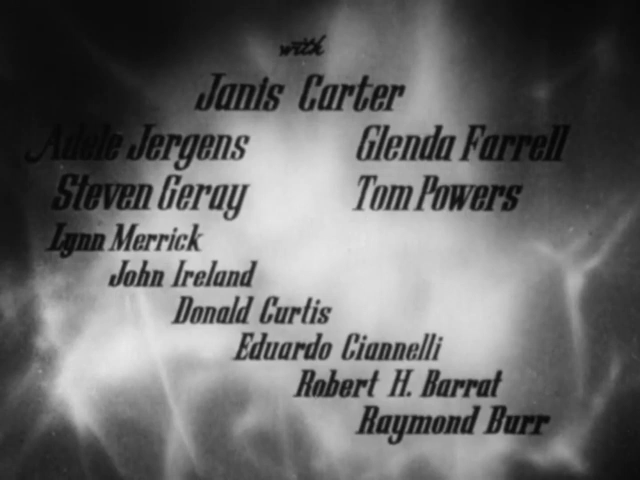 with
Janis Carter
Adele Jergens Glenda Farrell
Steven Geray Tom Powers
Lynn Merrick
John Ireland
Donald Curtis
Eduardo Ciannelli
Robert H. Barrat
Raymond Burr